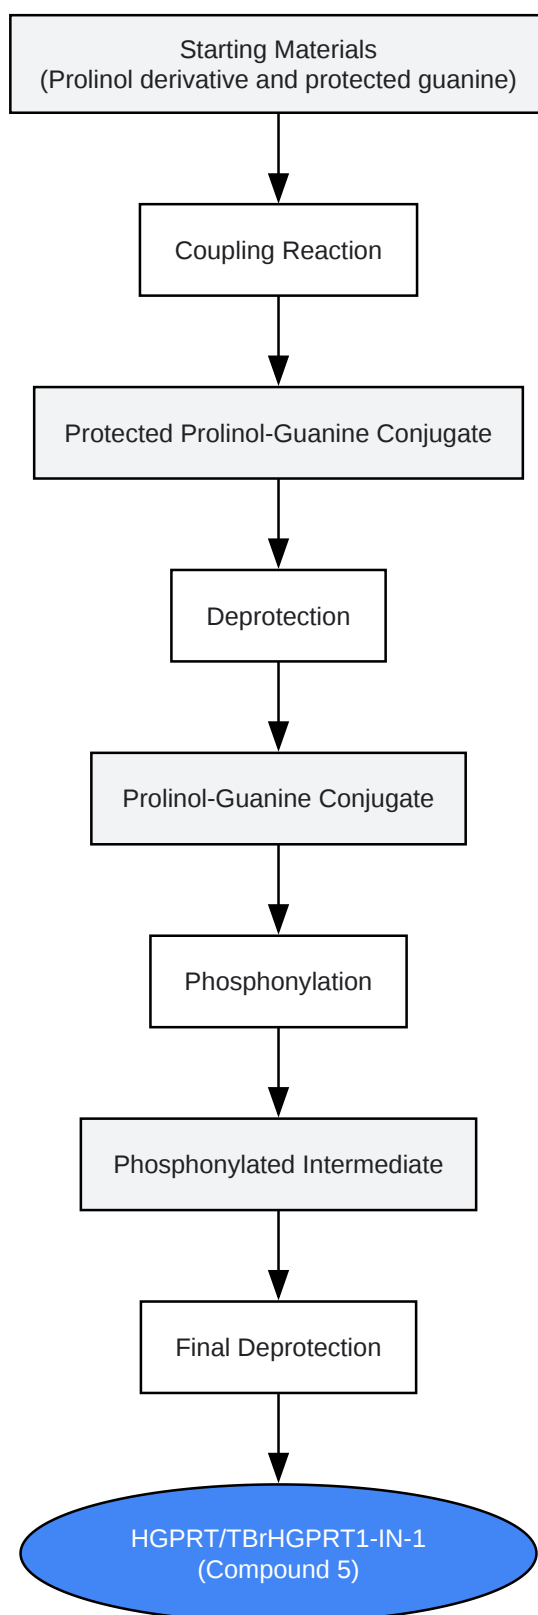 Starting Materials
(Prolinol derivative and protected guanine)
Coupling Reaction
Protected Prolinol-Guanine Conjugate
Deprotection
Prolinol-Guanine Conjugate
Phosphonylation
Phosphonylated Intermediate
Final Deprotection
HGPRT/TBrHGPRT1-IN-1
(Compound 5)